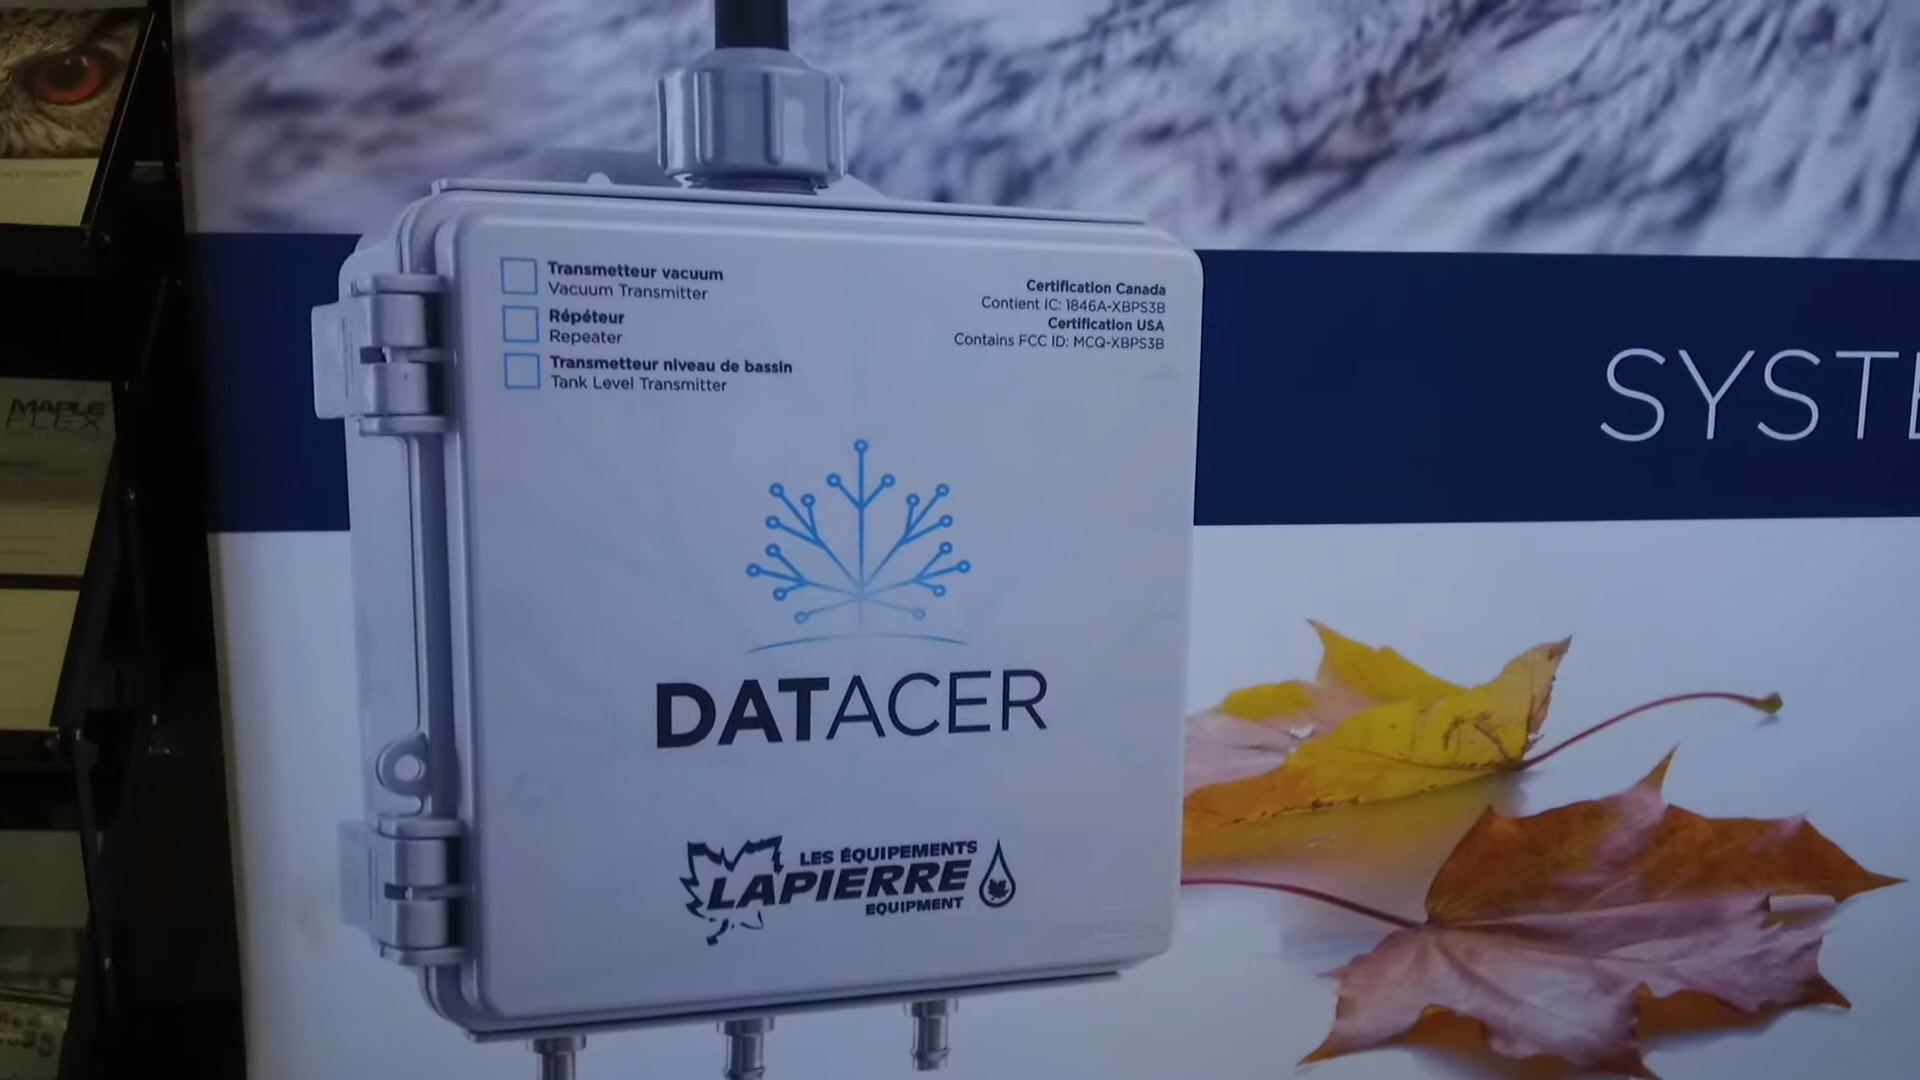 Transmetteur vacuum
Vacuum Transmitter
Répéteur
Repeater
Transmetteur niveau de bassin
Tank Level Transmitter
Certification Canada
Contient IC: 1846A-XBPS3B
Certification USA
Contains FCC ID: MCQ-XBPS3B
DATACER
LES ÉQUIPEMENTS
LAPIERRE
EQUIPMENT
SYSTE
MAPLE
FLEX